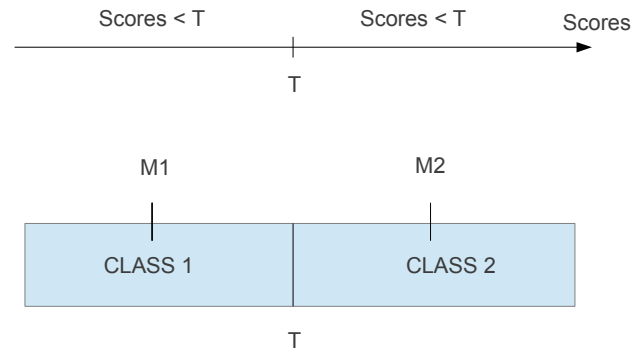 Scores < T Scores < T Scores
T
M1 M2
CLASS 1 CLASS 2
T